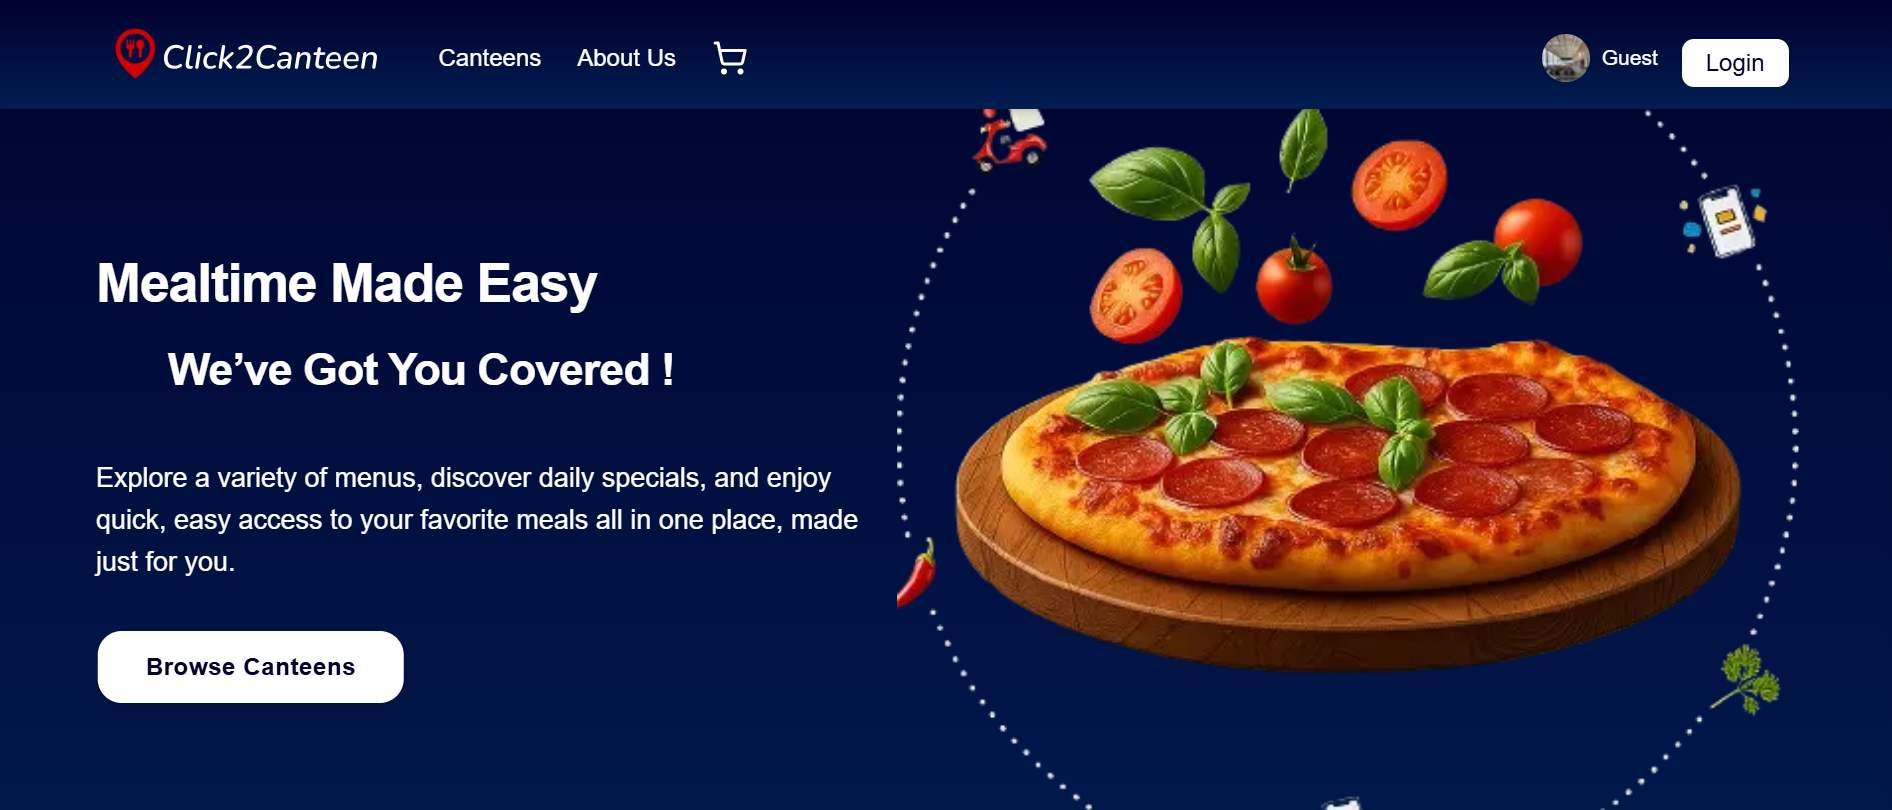 Click2Canteen
Canteens
About Us
Guest
Login
Mealtime Made Easy
We’ve Got You Covered !
Explore a variety of menus, discover daily specials, and enjoy
quick, easy access to your favorite meals all in one place, made
just for you.
Browse Canteens